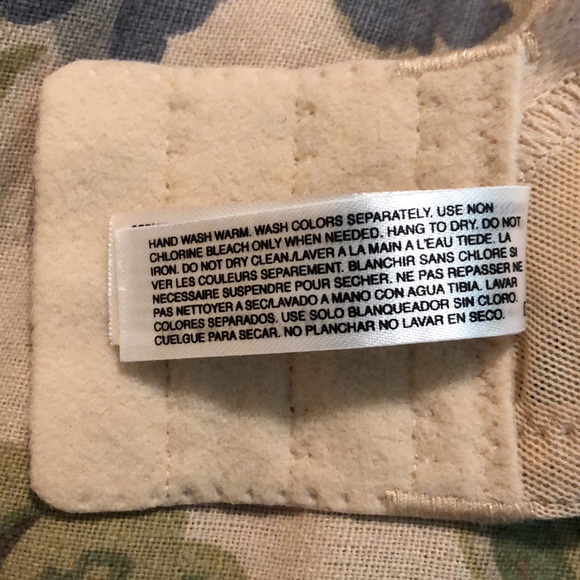 HAND WASH WARM. WASH COLORS SEPARATELY. USE NON
CHLORINE BLEACH ONLY WHEN NEEDED. HANG TO DRY. DO NOT
IRON. DO NOT DRY CLEAN./LAVER A LA MAIN A L'EAU TIEDE. LA
VER LES COULEURS SEPAREMENT. BLANCHIR SANS CHLORE SI
NECESSAIRE SUSPENDRE POUR SECHER. NE PAS REPASSER NE
PAS NETTOYER A SEC/LAVADO A MANO CON AGUA TIBIA. LAVAR
COLORES SEPARADOS. USE SOLO BLANQUEADOR SIN CLORO.
CUELGUE PARA SECAR. NO PLANCHAR NO LAVAR EN SECO.